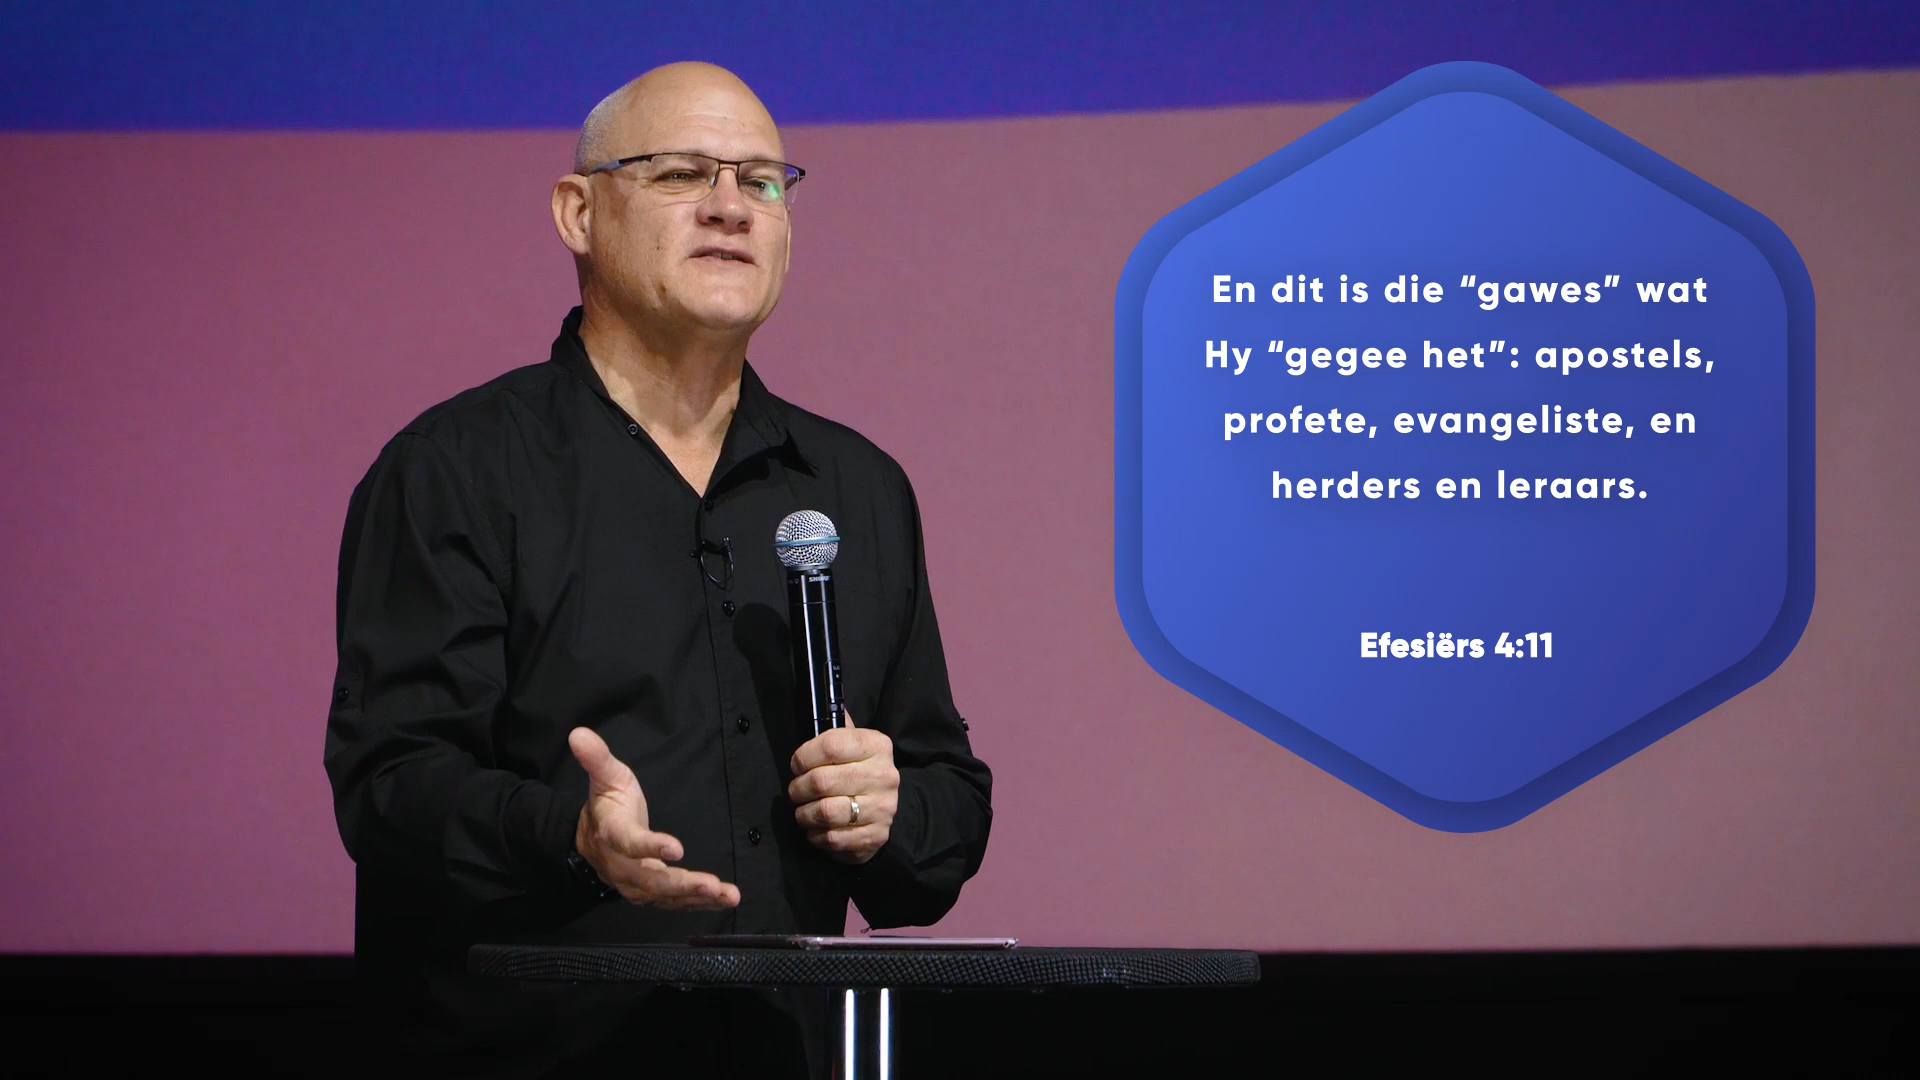 En dit is die “gawes” wat
Hy “gegee het”: apostels,
profete, evangeliste, en
herders en leraars.
Efesiërs 4:11
SHURE